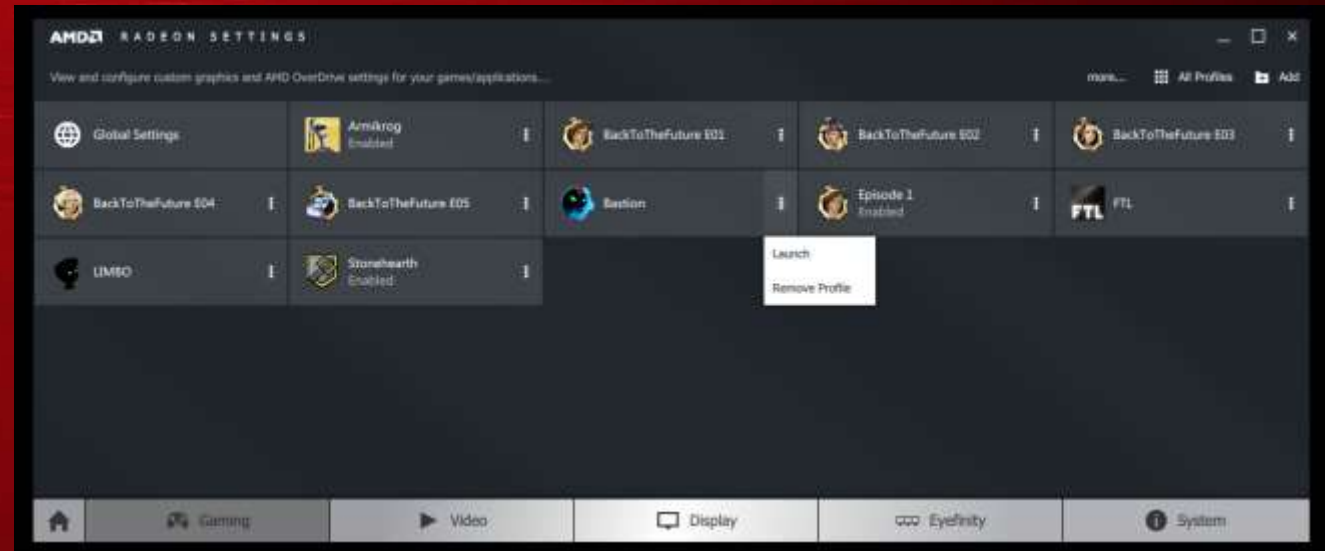 AMD RADEON SETTINGS
View and configure custom graphics and AMD OverDrive settings for your games/applications...
more... All Profiles Add
Global Settings
Armikrog
Enabled
BackToTheFuture E01
BackToTheFuture E02
BackToTheFuture E03
BackToTheFuture E04
BackToTheFuture E05
Bastion
Episode 1
Enabled
FTL FTL
LIMBO
Stonehearth
Enabled
Launch
Remove Profile
Gaming Video Display Eyefinity System